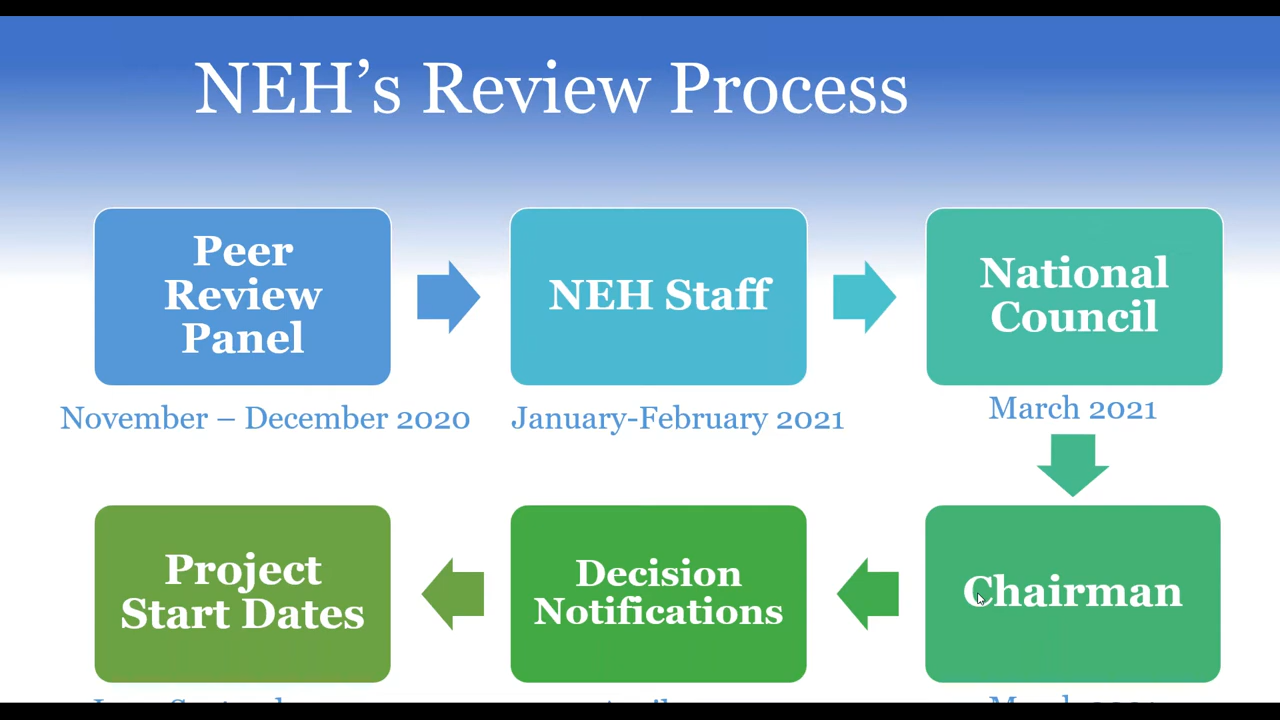 NEH's Review Process
Peer
Review
Panel
NEH Staff
National
Council
November – December 2020
January-February 2021
March 2021
Project
Start Dates
Decision
Notifications
Chairman